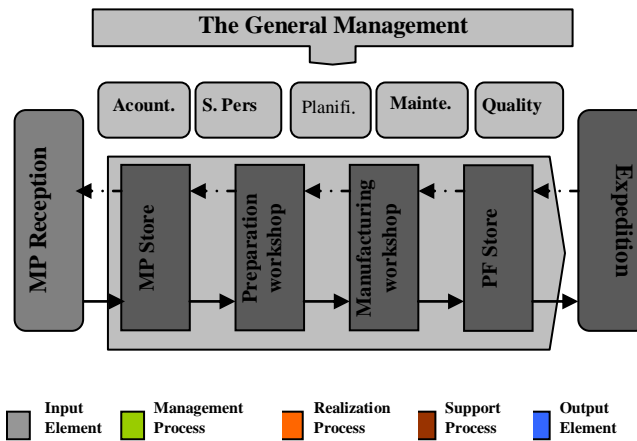 The General Management
Acount.
S. Pers
Planifi.
Mainte.
Quality
MP Reception
MP Store
Preparation
workshop
Manufacturing
workshop
PF Store
Expedition
Input
Element
Management
Process
Realization
Process
Support
Process
Output
Element